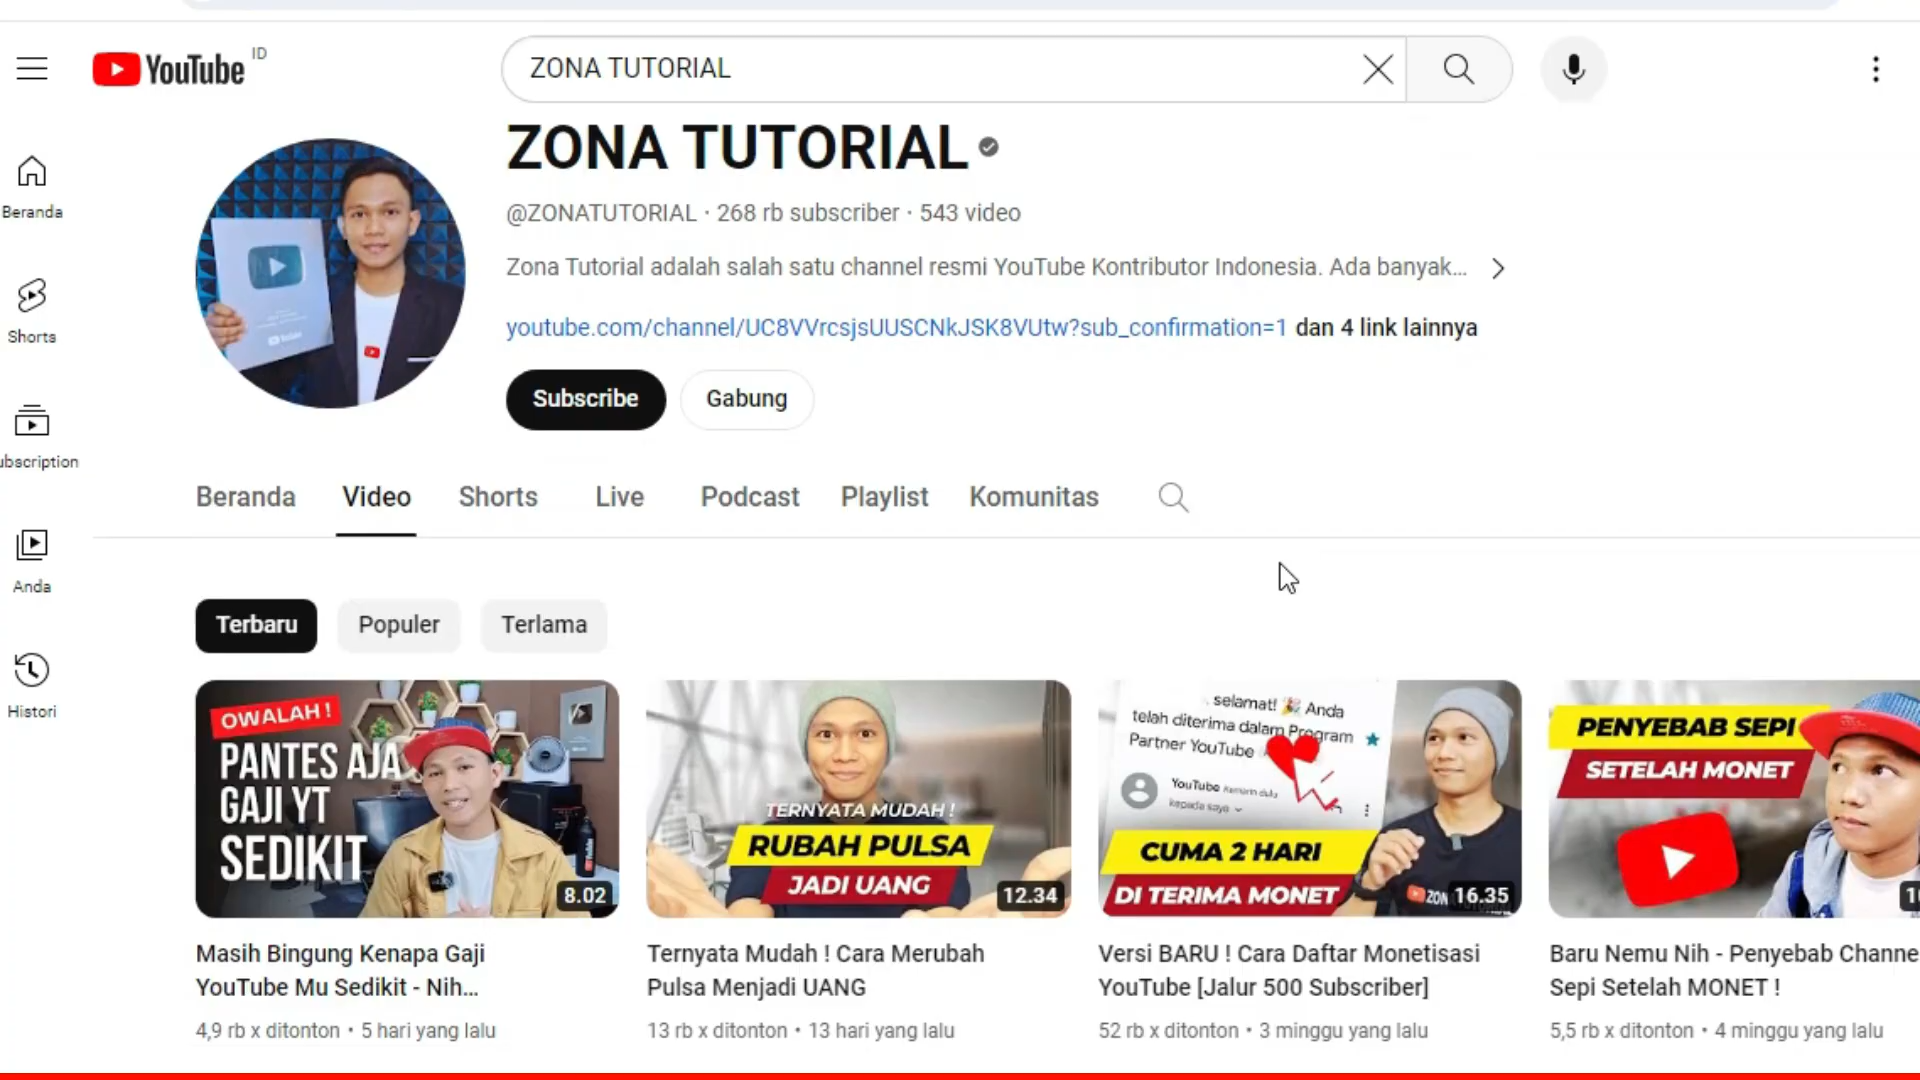 YouTube ID
ZONA TUTORIAL
ZONA TUTORIAL
@ZONATUTORIAL · 268 rb subscriber · 543 video
Zona Tutorial adalah salah satu channel resmi YouTube Kontributor Indonesia. Ada banyak...
youtube.com/channel/UC8VVrcsjsUUSCNkJSK8VUtw?sub_confirmation=1 dan 4 link lainnya
Subscribe
Gabung
Beranda
Shorts
ubscription
Anda
Histori
Beranda
Video
Shorts
Live
Podcast
Playlist
Komunitas
Terbaru
Populer
Terlama
OWALAH !
PANTES AJA
GAJI YT
SEDIKIT
8.02
TERNYATA MUDAH !
RUBAH PULSA
JADI UANG
12.34
selamat! 🎉 Anda
telah diterima dalam Program
Partner YouTube
YouTube Kemarin dulu
kepada saya
CUMA 2 HARI
DI TERIMA MONET
ZON
16.35
PENYEBAB SEPI
SETELAH MONET
Masih Bingung Kenapa Gaji
YouTube Mu Sedikit - Nih...
4,9 rb x ditonton • 5 hari yang lalu
Ternyata Mudah ! Cara Merubah
Pulsa Menjadi UANG
13 rb x ditonton • 13 hari yang lalu
Versi BARU ! Cara Daftar Monetisasi
YouTube [Jalur 500 Subscriber]
52 rb x ditonton • 3 minggu yang lalu
Baru Nemu Nih - Penyebab Channe
Sepi Setelah MONET !
5,5 rb x ditonton • 4 minggu yang lalu